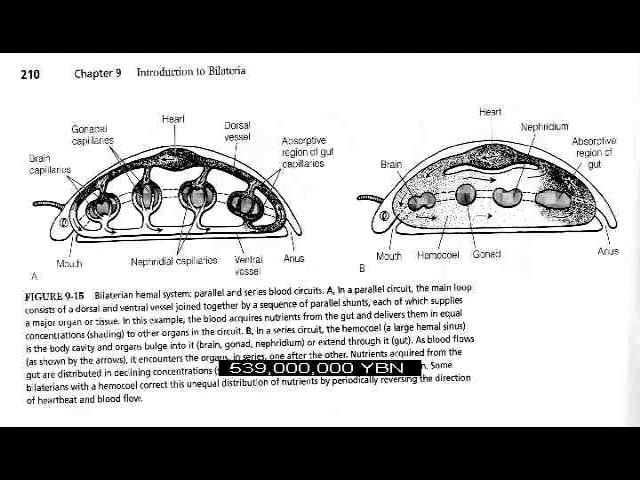 210 Chapter 9 Introduction to Bilateria
Heart
Gonadal
capillaries
Dorsal
vessel
Brain
capillaries
Absorptive
region of gut
capillaries
Mouth
Nephridial capillaries
Ventral
vessel
Anus
A
Heart
Nephridium
Brain
Absorptive
region of
gut
Mouth
Hemocoel
Gonad
Anus
B
FIGURE 9-15 Bilaterian hemal system: parallel and series blood circuits. A, In a parallel circuit, the main loop
consists of a dorsal and ventral vessel joined together by a sequence of parallel shunts, each of which supplies
a major organ or tissue. In this example, the blood acquires nutrients from the gut and delivers them in equal
concentrations (shading) to other organs in the circuit. B, In a series circuit, the hemocoel (a large hemal sinus)
is the body cavity and organs bulge into it (brain, gonad, nephridium) or extend through it (gut). As blood flows
(as shown by the arrows), it encounters the organs, in series, one after the other. Nutrients acquired from the
gut are distributed in declining concentrations ( Some
539,000,000 YBN
bilaterians with a hemocoel correct this unequal distribution of nutrients by periodically reversing the direction
of heartbeat and blood flow.